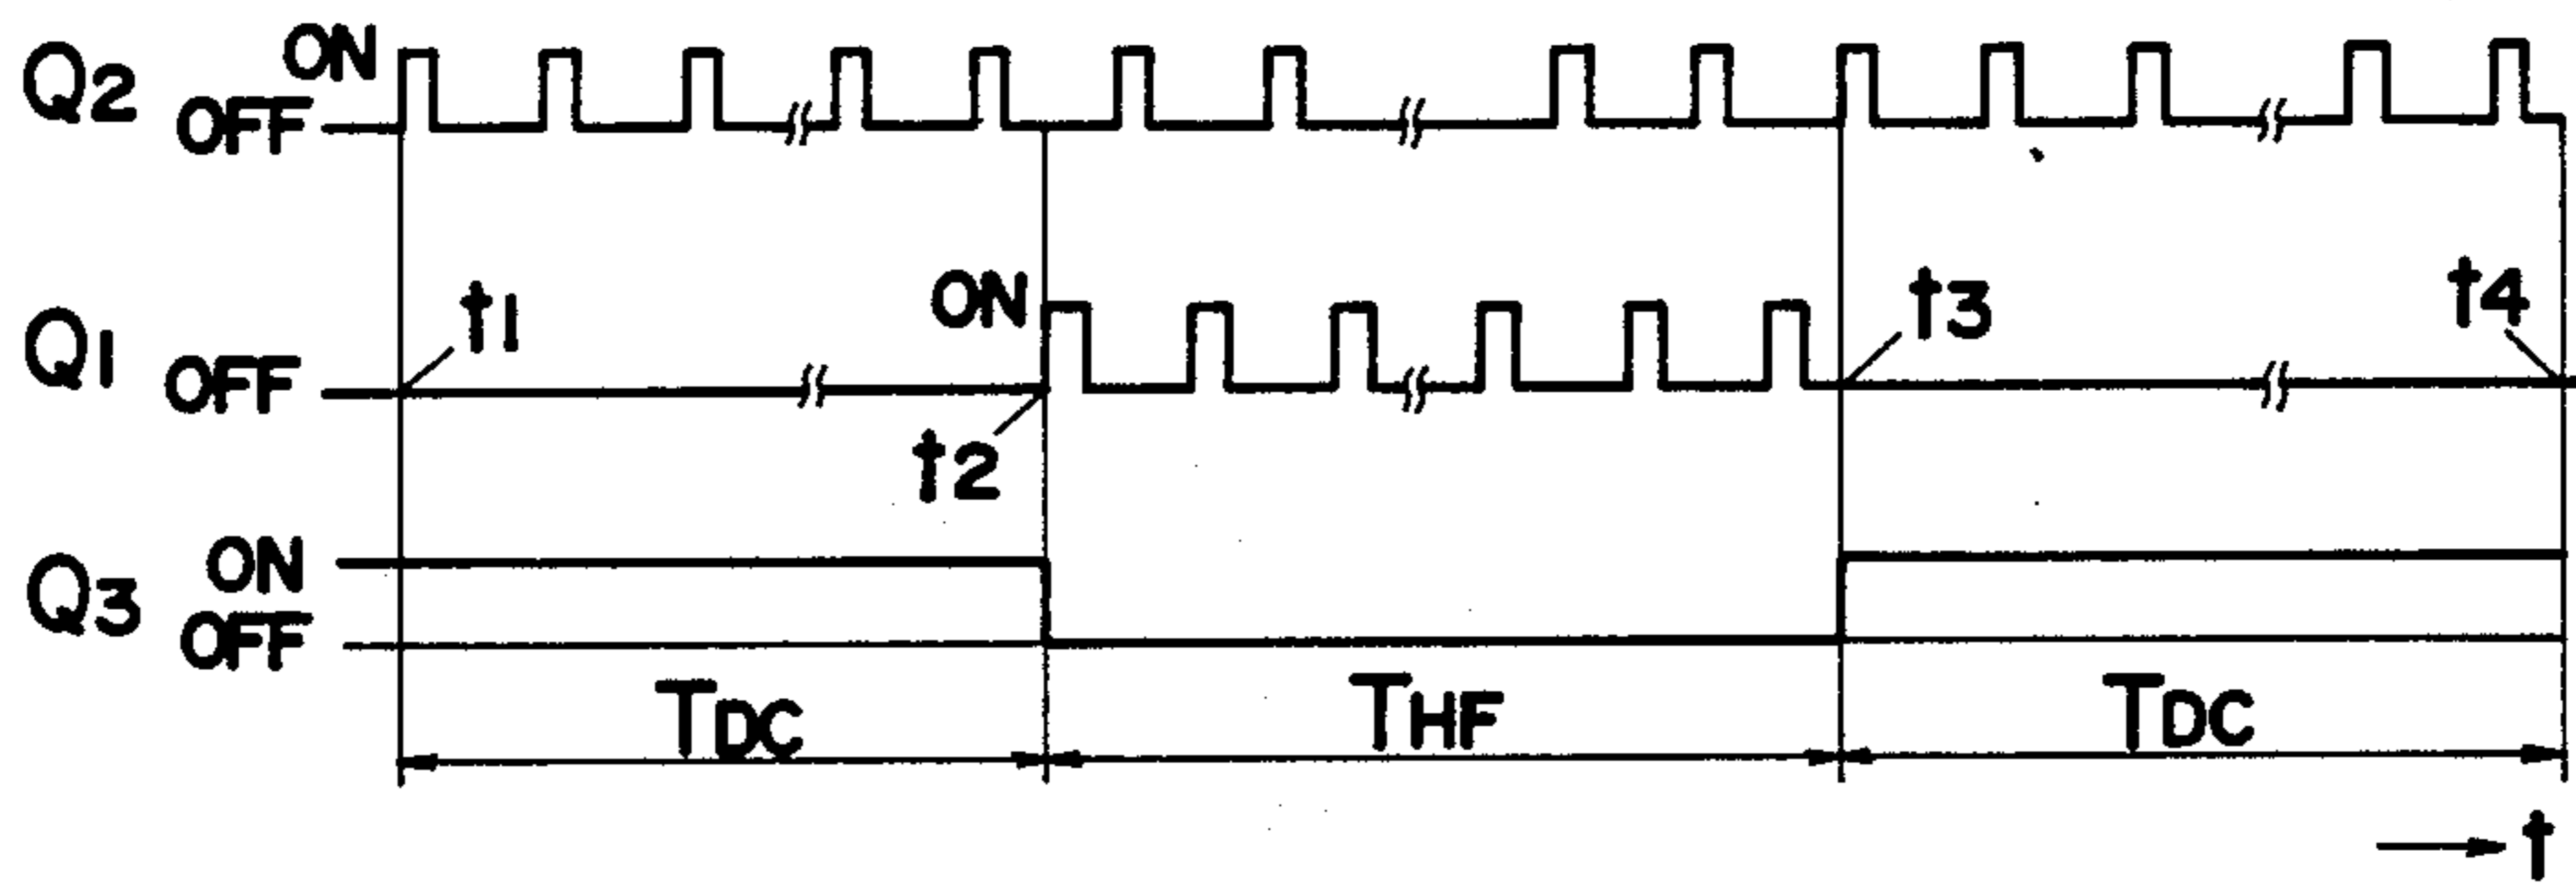 Q2 ON
OFF
Q1 OFF t1 ON t3 t4
t2
Q3 ON
OFF
TDC THF TDC
t